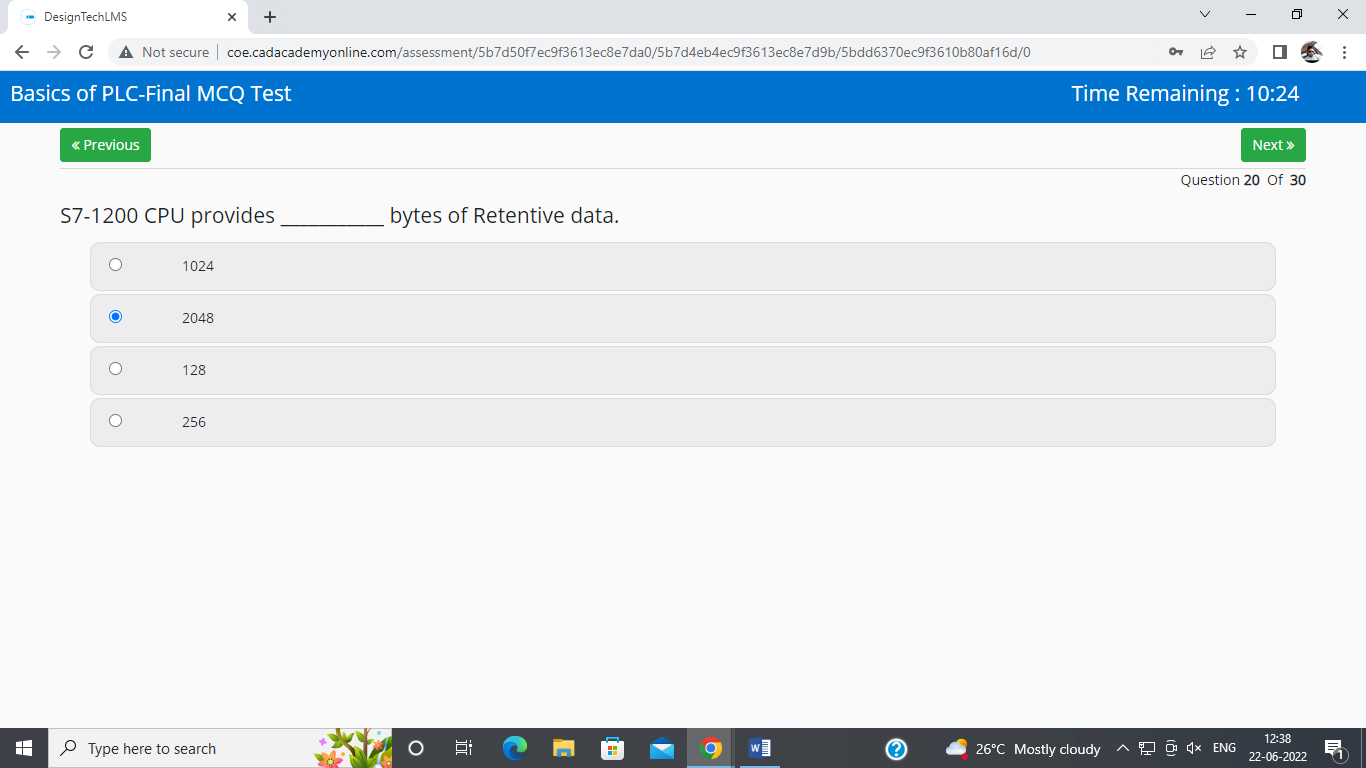 DesignTechLMS
Not secure
coe.cadacademyonline.com/assessment/5b7d50f7ec9f3613ec8e7da0/5b7d4eb4ec9f3613ec8e7d9b/5bdd6370ec9f3610b80af16d/0
Basics of PLC-Final MCQ Test
Time Remaining : 10:24
« Previous
Next »
Question 20 Of 30
S7-1200 CPU provides ___________ bytes of Retentive data.
1024
2048
128
256
Type here to search
26°C Mostly cloudy
ENG
12:38
22-06-2022
1